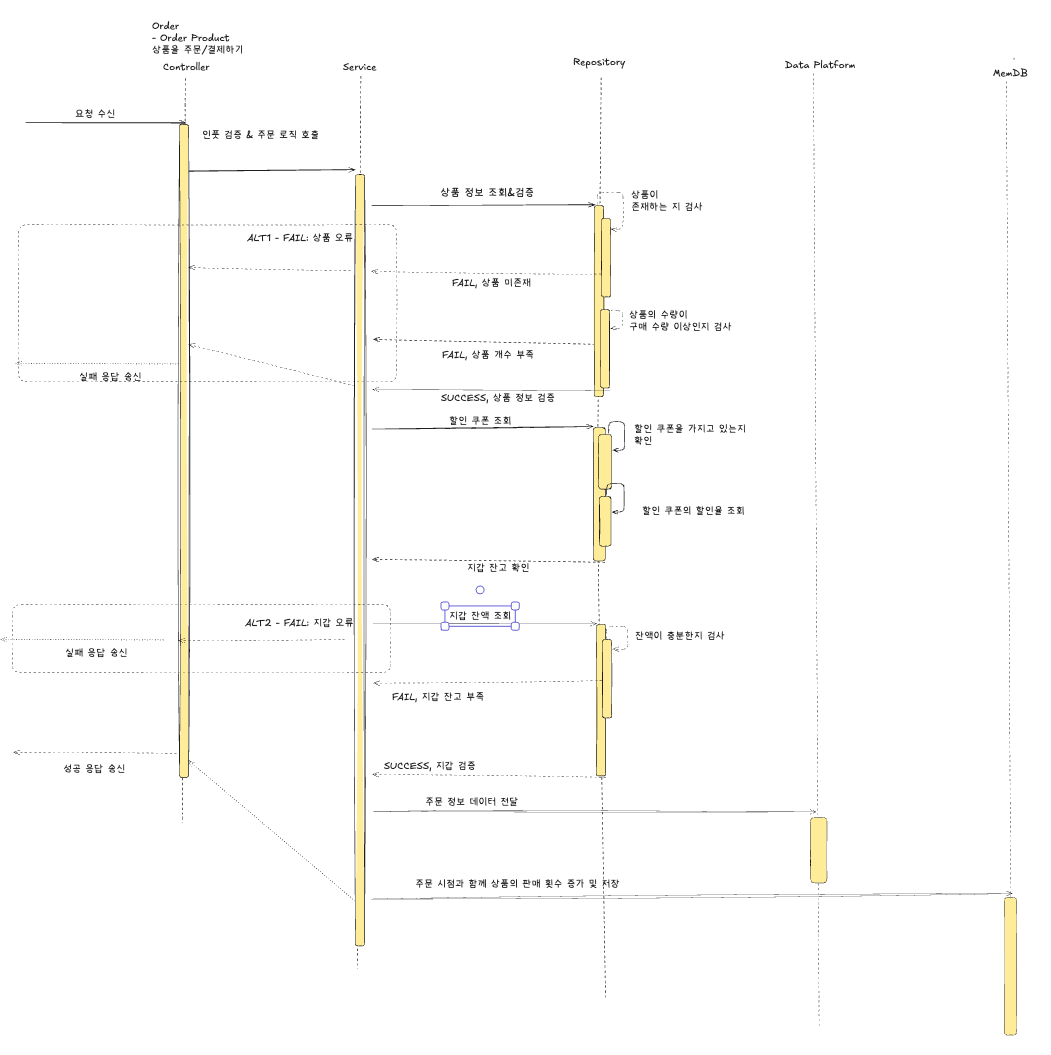 Order
- Order Product
상품을 주문/결제하기
Controller
Service
Repository
Data Platform
MemDB
요청 수신
인풋 검증 & 주문 로직 호출
상품 정보 조회&검증
상품이
존재하는 지 검사
ALT1 - FAIL: 상품 오류
FAIL, 상품 미존재
상품의 수량이
구매 수량 이상인지 검사
FAIL, 상품 개수 부족
실패 응답 송신
SUCCESS, 상품 정보 검증
할인 쿠폰 조회
할인 쿠폰을 가지고 있는지
확인
할인 쿠폰의 할인율 조회
지갑 잔고 확인
지갑 잔액 조회
ALT2 - FAIL: 지갑 오류
잔액이 충분한지 검사
실패 응답 송신
FAIL, 지갑 잔고 부족
SUCCESS, 지갑 검증
성공 응답 송신
주문 정보 데이터 전달
주문 시점과 함께 상품의 판매 횟수 증가 및 저장